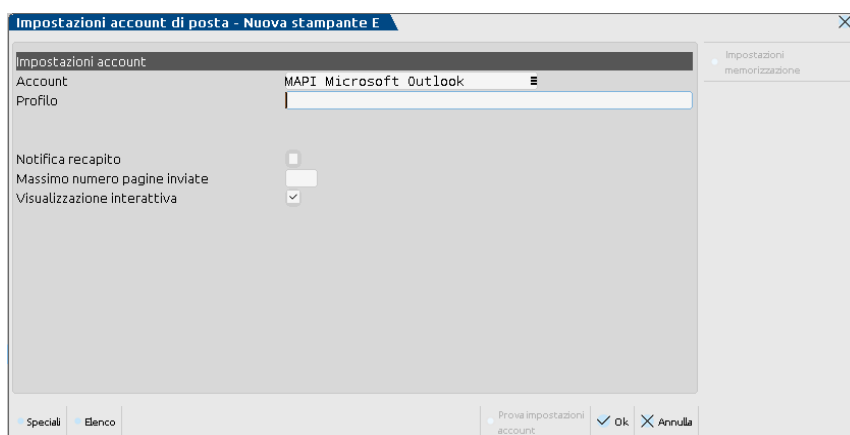 Impostazioni account di posta - Nuova stampante E
Impostazioni account
Account MAPI Microsoft Outlook
Profilo
Notifica recapito
Massimo numero pagine inviate
Visualizzazione interattiva
Impostazioni
memorizzazione
Speciali Elenco Prova impostazioni
account Ok Annulla